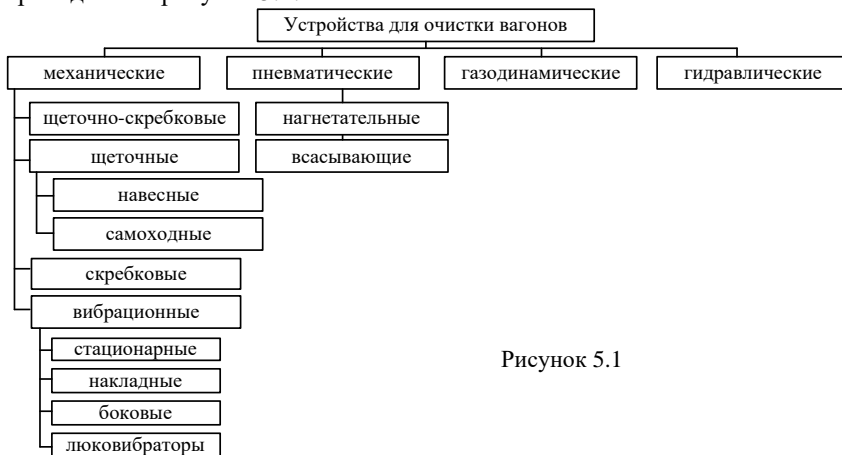 Устройства для очистки вагонов
механические
пневматические
газодинамические
гидравлические
щеточно-скребковые
нагнетательные
щеточные
всасывающие
навесные
самоходные
скребковые
вибрационные
стационарные
Рисунок 5.1
накладные
боковые
люковибраторы